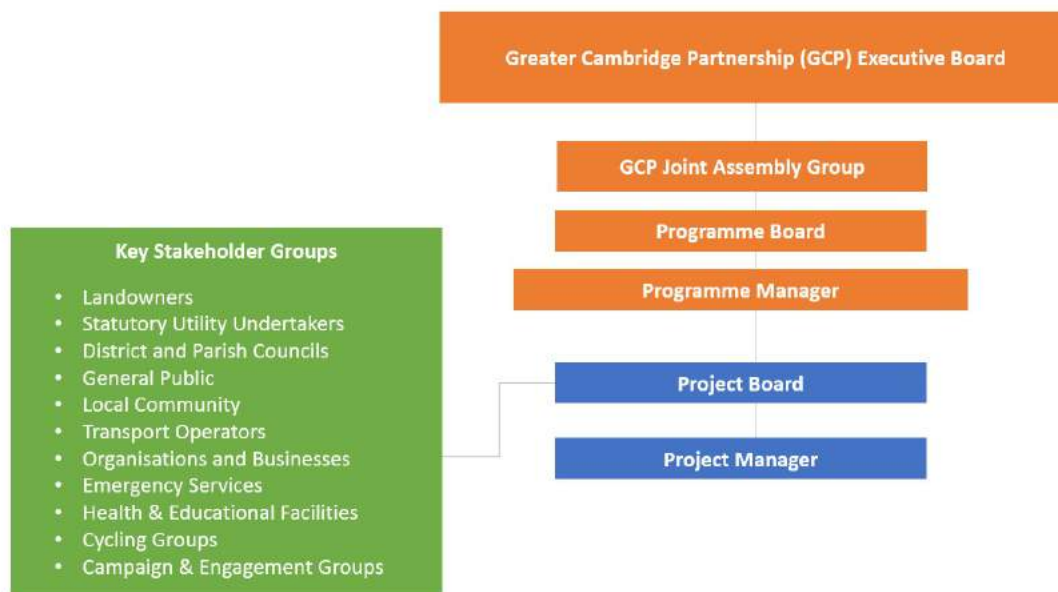 Greater Cambridge Partnership (GCP) Executive Board
GCP Joint Assembly Group
Programme Board
Programme Manager
Project Board
Project Manager
Key Stakeholder Groups
• Landowners
• Statutory Utility Undertakers
• District and Parish Councils
• General Public
• Local Community
• Transport Operators
• Organisations and Businesses
• Emergency Services
• Health & Educational Facilities
• Cycling Groups
• Campaign & Engagement Groups